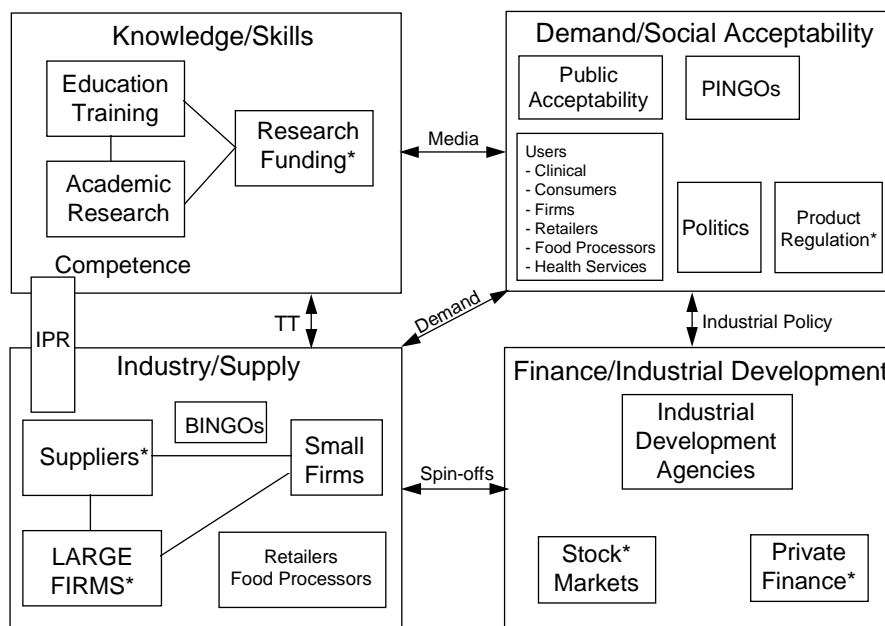 Knowledge/Skills
Education
Training
Research
Funding*
Academic
Research
Competence
Media
Demand/Social Acceptability
Public
Acceptability
PINGOs
Users
- Clinical
- Consumers
- Firms
- Retailers
- Food Processors
- Health Services
Politics
Product
Regulation*
IPR
TT
Demand
Industrial Policy
Industry/Supply
BINGOs
Suppliers*
Small
Firms
LARGE
FIRMS*
Retailers
Food Processors
Spin-offs
Finance/Industrial Development
Industrial
Development
Agencies
Stock*
Markets
Private
Finance*